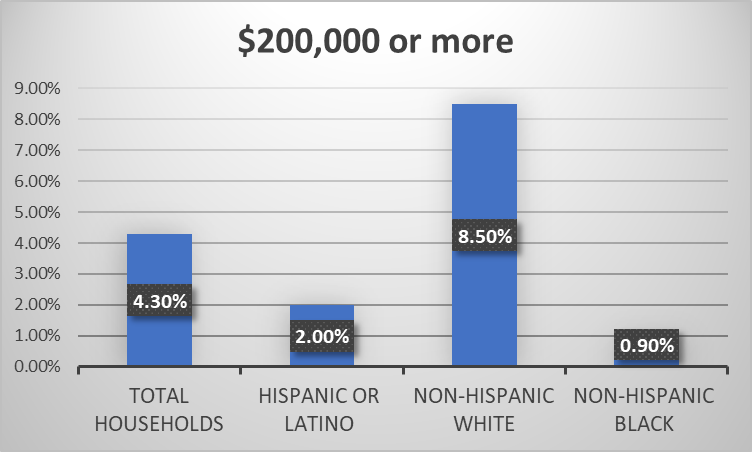 $200,000 or more
9.00%
8.00%
7.00%
6.00%
5.00%
4.00%
3.00%
2.00%
1.00%
0.00%
4.30%
2.00%
8.50%
0.90%
TOTAL
HOUSEHOLDS
HISPANIC OR
LATINO
NON-HISPANIC
WHITE
NON-HISPANIC
BLACK